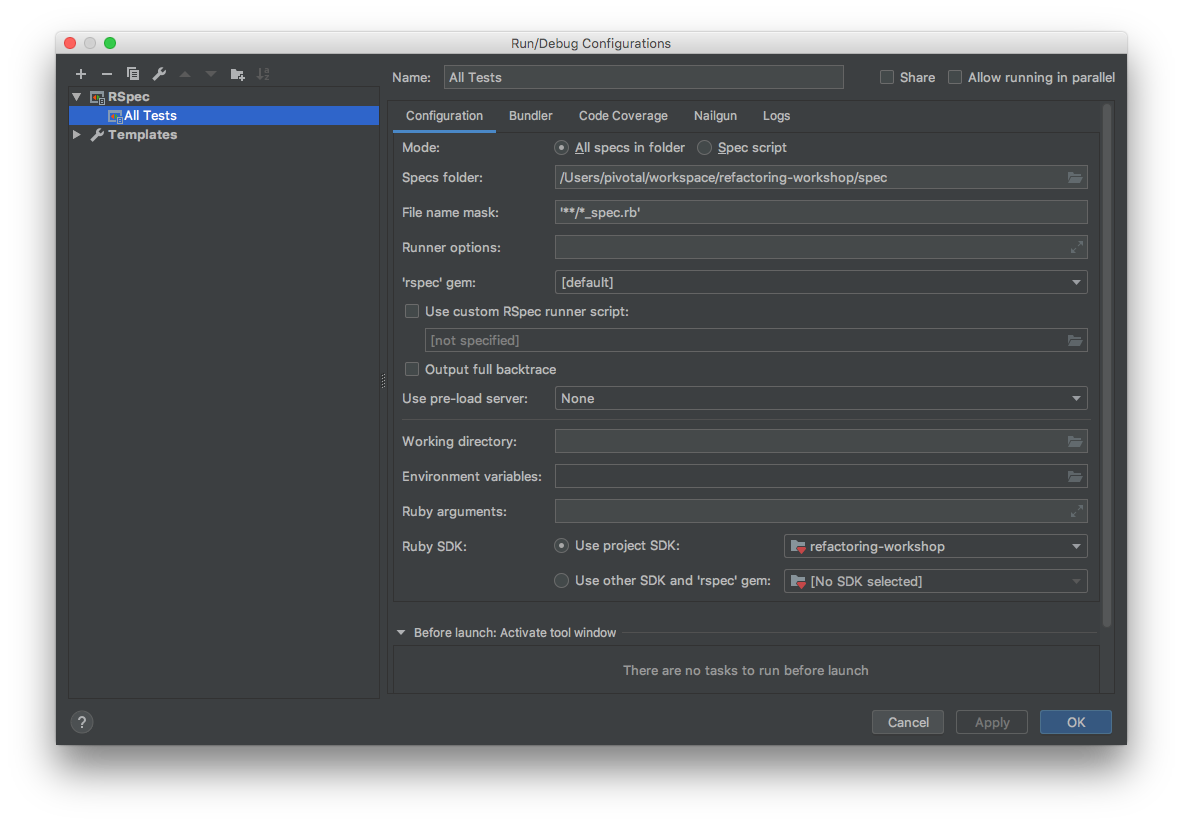 Run/Debug Configurations
RSpec
All Tests
Templates
Name: All Tests Share Allow running in parallel
Configuration Bundler Code Coverage Nailgun Logs
Mode: All specs in folder Spec script
Specs folder: /Users/pivotal/workspace/refactoring-workshop/spec
File name mask: '**/*_spec.rb'
Runner options:
'rspec' gem: [default]
Use custom RSpec runner script:
[not specified]
Output full backtrace
Use pre-load server: None
Working directory:
Environment variables:
Ruby arguments:
Ruby SDK: Use project SDK: refactoring-workshop
Use other SDK and 'rspec' gem: [No SDK selected]
Before launch: Activate tool window
There are no tasks to run before launch
? Cancel Apply OK